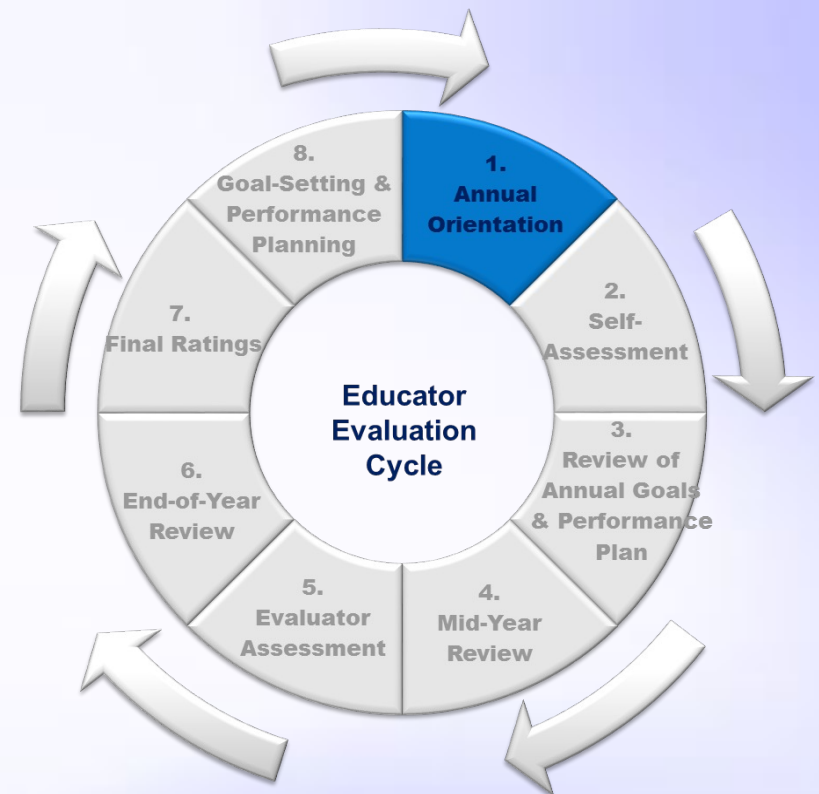 1.
Annual
Orientation
2.
Self-
Assessment
3.
Review of
Annual Goals
& Performance
Plan
4.
Mid-Year
Review
5.
Evaluator
Assessment
6.
End-of-Year
Review
7.
Final Ratings
8.
Goal-Setting &
Performance
Planning
Educator
Evaluation
Cycle